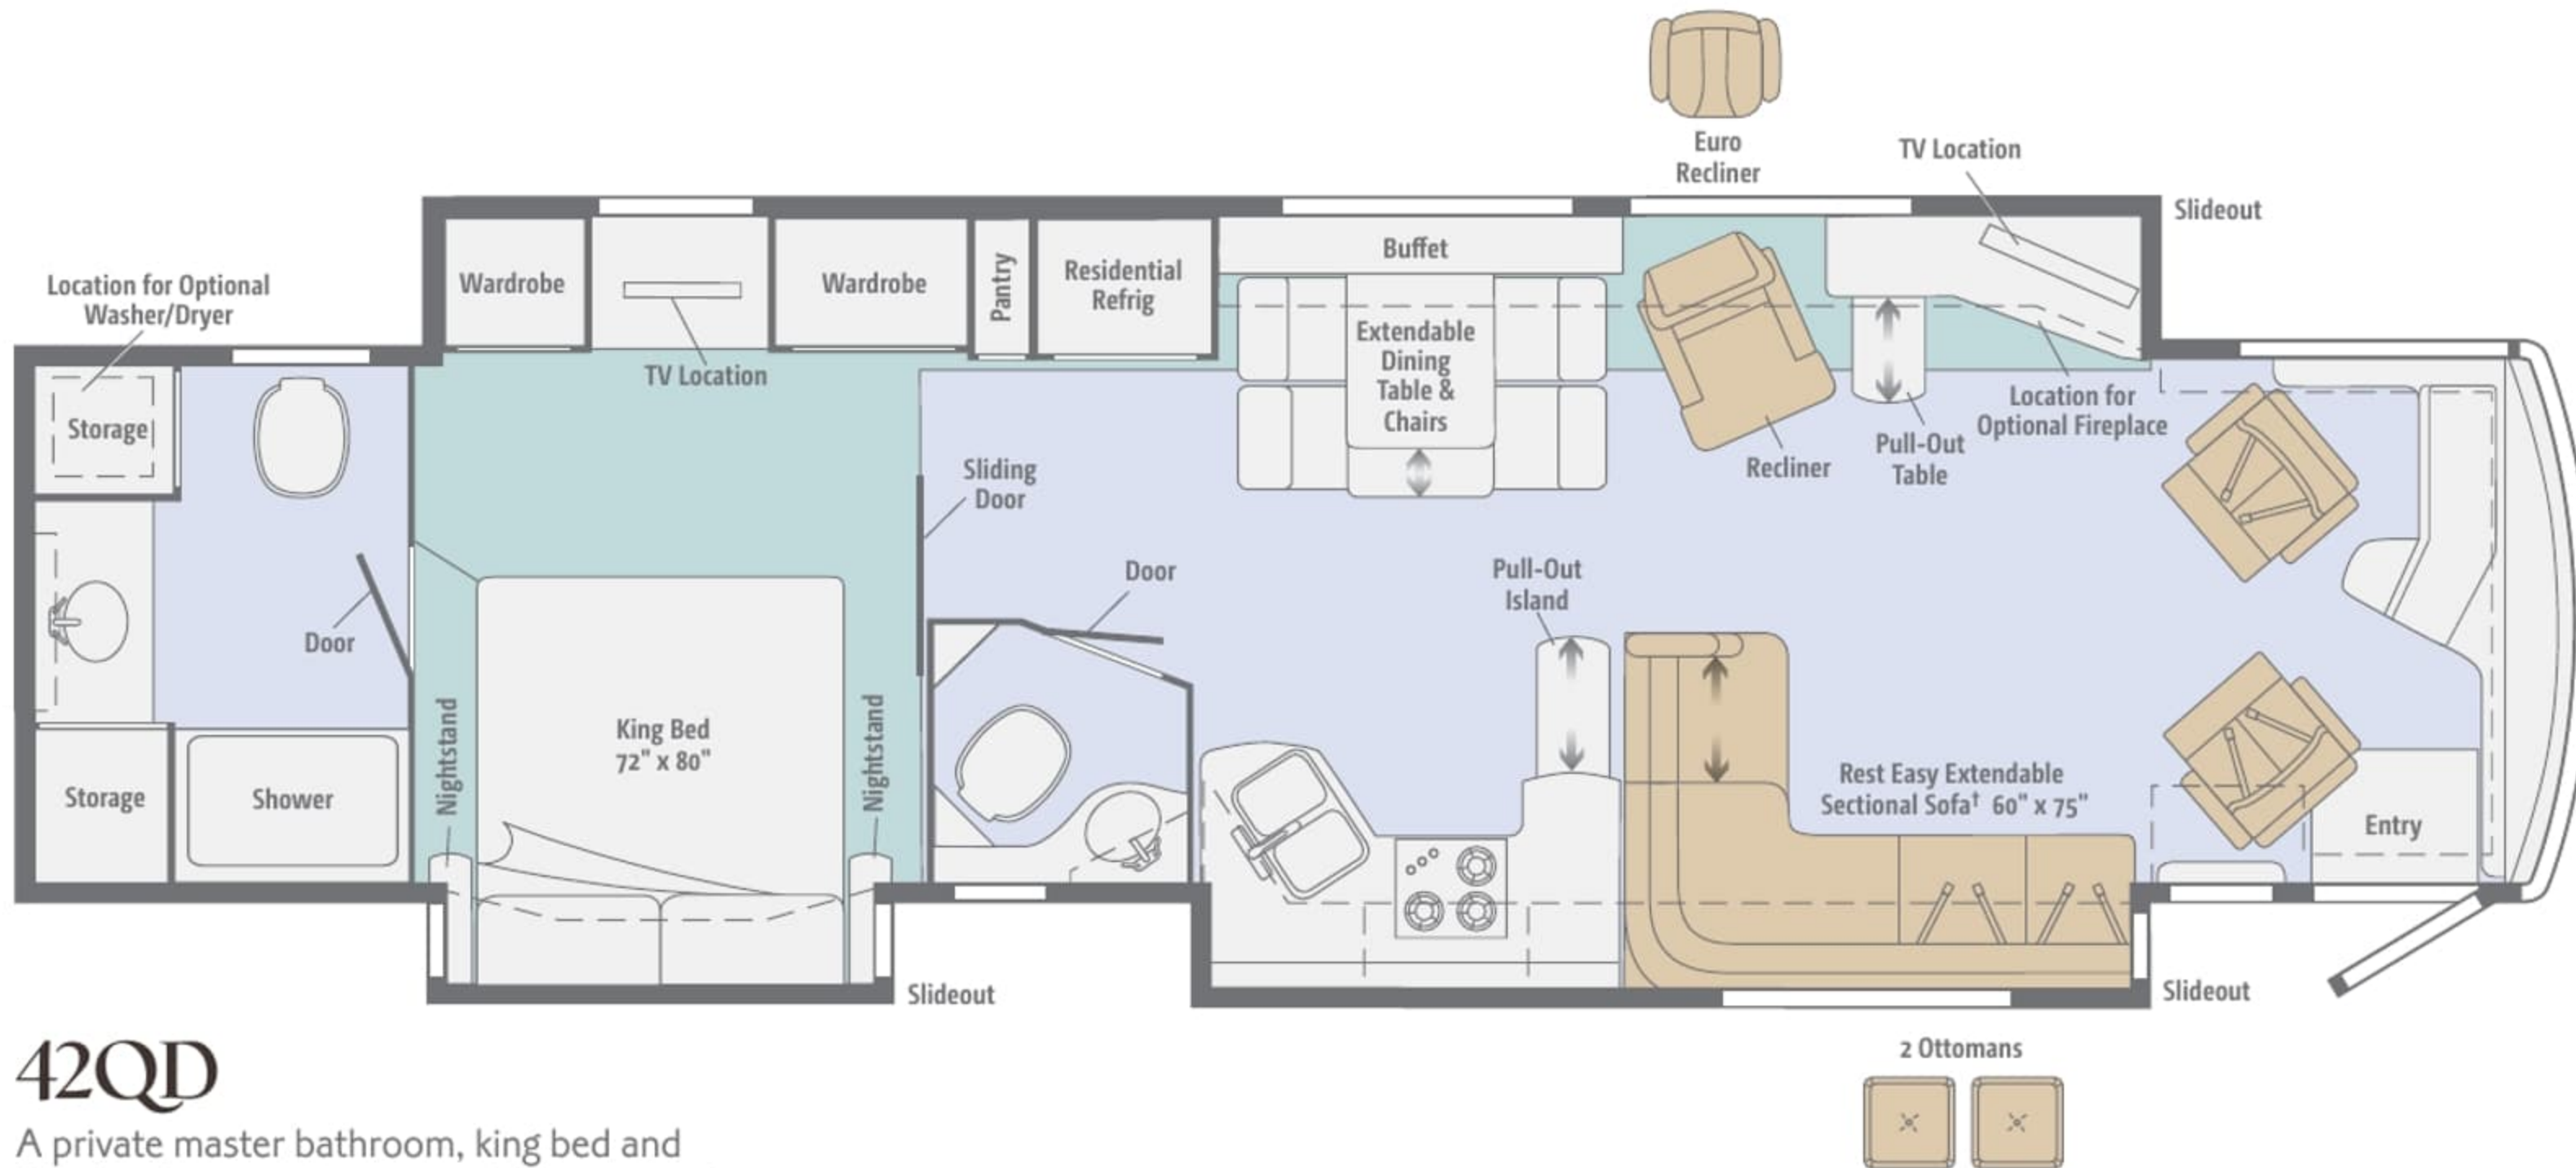 Euro
Recliner
TV Location
Slideout
Location for Optional
Washer/Dryer
Wardrobe
Wardrobe
Pantry
Residential
Refrig
Buffet
TV Location
Storage
Extendable
Dining
Table &
Chairs
Recliner
Pull-Out
Table
Location for
Optional Fireplace
Sliding
Door
Door
Pull-Out
Island
Door
Nightstand
King Bed
72" x 80"
Nightstand
Storage
Shower
Rest Easy Extendable
Sectional Sofa† 60" x 75"
Entry
Slideout
Slideout
2 Ottomans
42QD
A private master bathroom, king bed and